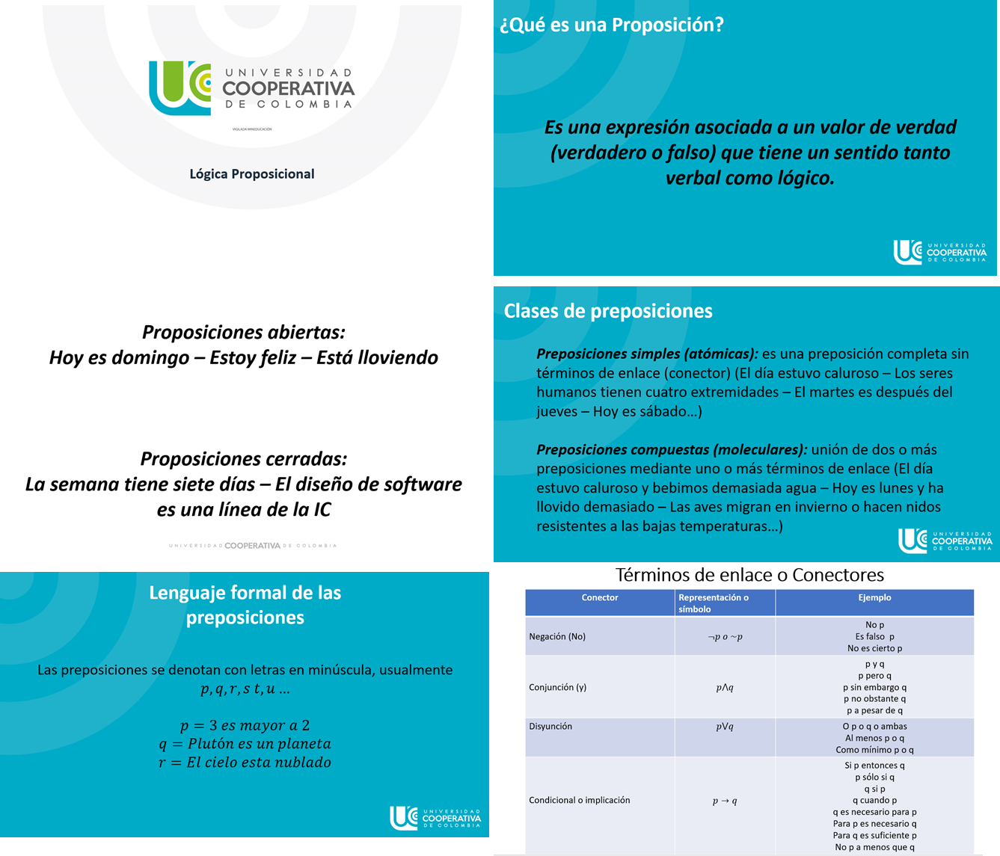 UNIVERSIDAD
COOPERATIVA
DE COLOMBIA
VIGILADA MINEDUCACIÓN
Lógica Proposicional
¿Qué es una Proposición?
Es una expresión asociada a un valor de verdad
(verdadero o falso) que tiene un sentido tanto
verbal como lógico.
UNIVERSIDAD
COOPERATIVA
DE COLOMBIA
Proposiciones abiertas:
Hoy es domingo – Estoy feliz – Está lloviendo
Proposiciones cerradas:
La semana tiene siete días – El diseño de software
es una línea de la IC
UNIVERSIDAD COOPERATIVA DE COLOMBIA
Clases de preposiciones
Preposiciones simples (atómicas): es una preposición completa sin
términos de enlace (conector) (El día estuvo caluroso – Los seres
humanos tienen cuatro extremidades – El martes es después del
jueves – Hoy es sábado...)
Preposiciones compuestas (moleculares): unión de dos o más
preposiciones mediante uno o más términos de enlace (El día
estuvo caluroso y bebimos demasiada agua – Hoy es lunes y ha
llovido demasiado – Las aves migran en invierno o hacen nidos
resistentes a las bajas temperaturas...)
UNIVERSIDAD
COOPERATIVA
DE COLOMBIA
Lenguaje formal de las
preposiciones
Las preposiciones se denotan con letras en minúscula, usualmente
p, q, r, s t, u ...
p = 3 es mayor a 2
q = Plutón es un planeta
r = El cielo esta nublado
UNIVERSIDAD
COOPERATIVA
DE COLOMBIA
Términos de enlace o Conectores
Conector
Representación o
símbolo
Ejemplo
Negación (No)
¬p o ~p
No p
Es falso p
No es cierto p
Conjunción (y)
p⋀q
p y q
p pero q
p sin embargo q
p no obstante q
p a pesar de q
Disyunción
p⋁q
O p o q o ambas
Al menos p o q
Como mínimo p o q
Condicional o implicación
p → q
Si p entonces q
p sólo si q
q si p
q cuando p
q es necesario para p
Para p es necesario q
Para q es suficiente p
No p a menos que q